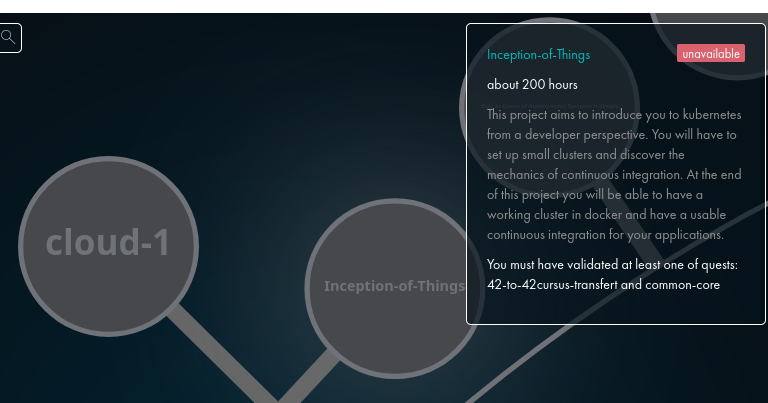 Inception-of-Things
unavailable
about 200 hours
This project aims to introduce you to kubernetes
from a developer perspective. You will have to
set up small clusters and discover the
mechanics of continuous integration. At the end
of this project you will be able to have a
working cluster in docker and have a usable
continuous integration for your applications.
You must have validated at least one of quests:
42-to-42cursus-transfert and common-core
cloud-1
Inception-of-Things